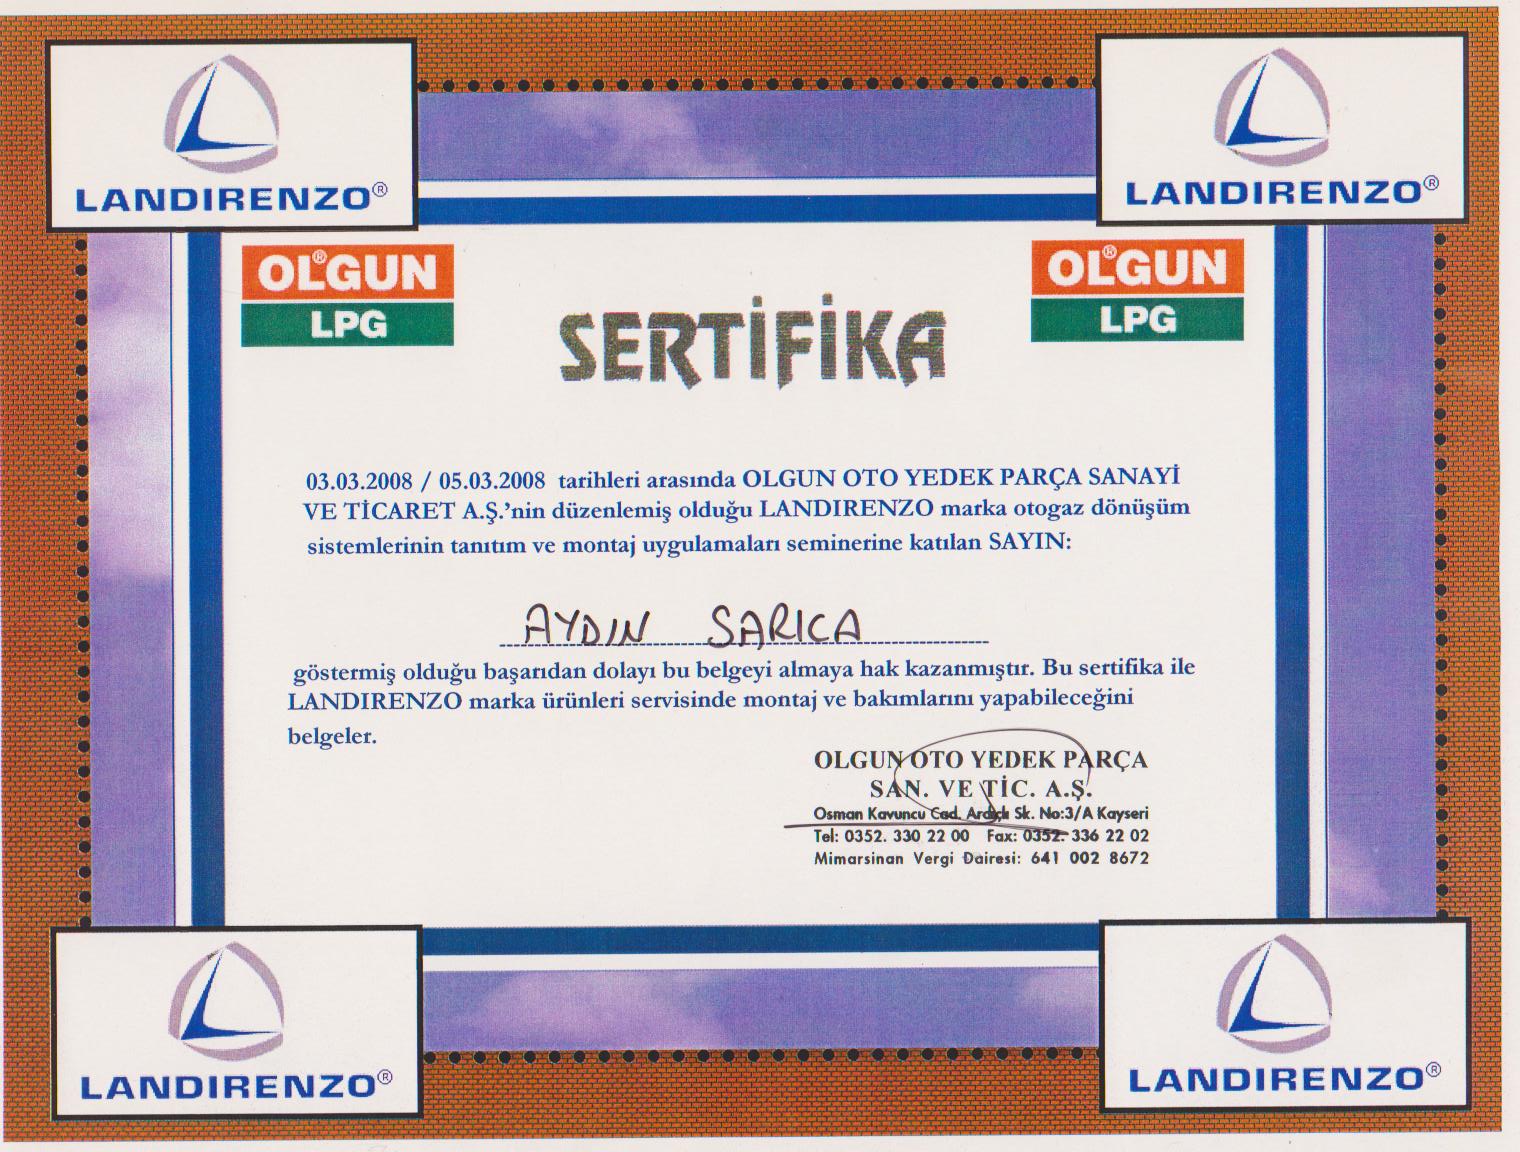 LANDIRENZO®
LANDIRENZO®
OL®GUN
LPG
OL®GUN
LPG
SERTİFİKA
03.03.2008 / 05.03.2008 tarihleri arasında OLGUN OTO YEDEK PARÇA SANAYİ
VE TİCARET A.Ş.'nin düzenlemiş olduğu LANDIRENZO marka otogaz dönüşüm
sistemlerinin tanıtım ve montaj uygulamaları seminerine katılan SAYIN:
AYDIN SARICA
göstermiş olduğu başarıdan dolayı bu belgeyi almaya hak kazanmıştır. Bu sertifika ile
LANDIRENZO marka ürünleri servisinde montaj ve bakımlarını yapabileceğini
belgeler.
OLGUN OTO YEDEK PARÇA
SAN. VE TİC. A.Ş.
Osman Kavuncu Cad. Ardıçlı Sk. No:3/A Kayseri
Tel: 0352. 330 22 00 Fax: 0352. 336 22 02
Mimarsinan Vergi Dairesi: 641 002 8672
LANDIRENZO®
LANDIRENZO®